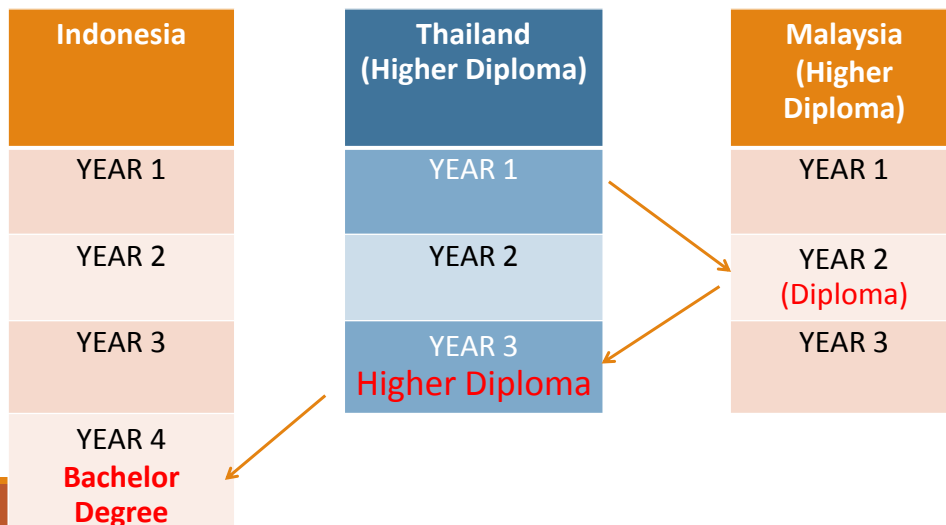 Indonesia
Thailand
(Higher Diploma)
Malaysia
(Higher
Diploma)
YEAR 1
YEAR 1
YEAR 1
YEAR 2
YEAR 2
YEAR 2
(Diploma)
YEAR 3
YEAR 3
Higher Diploma
YEAR 3
YEAR 4
Bachelor
Degree